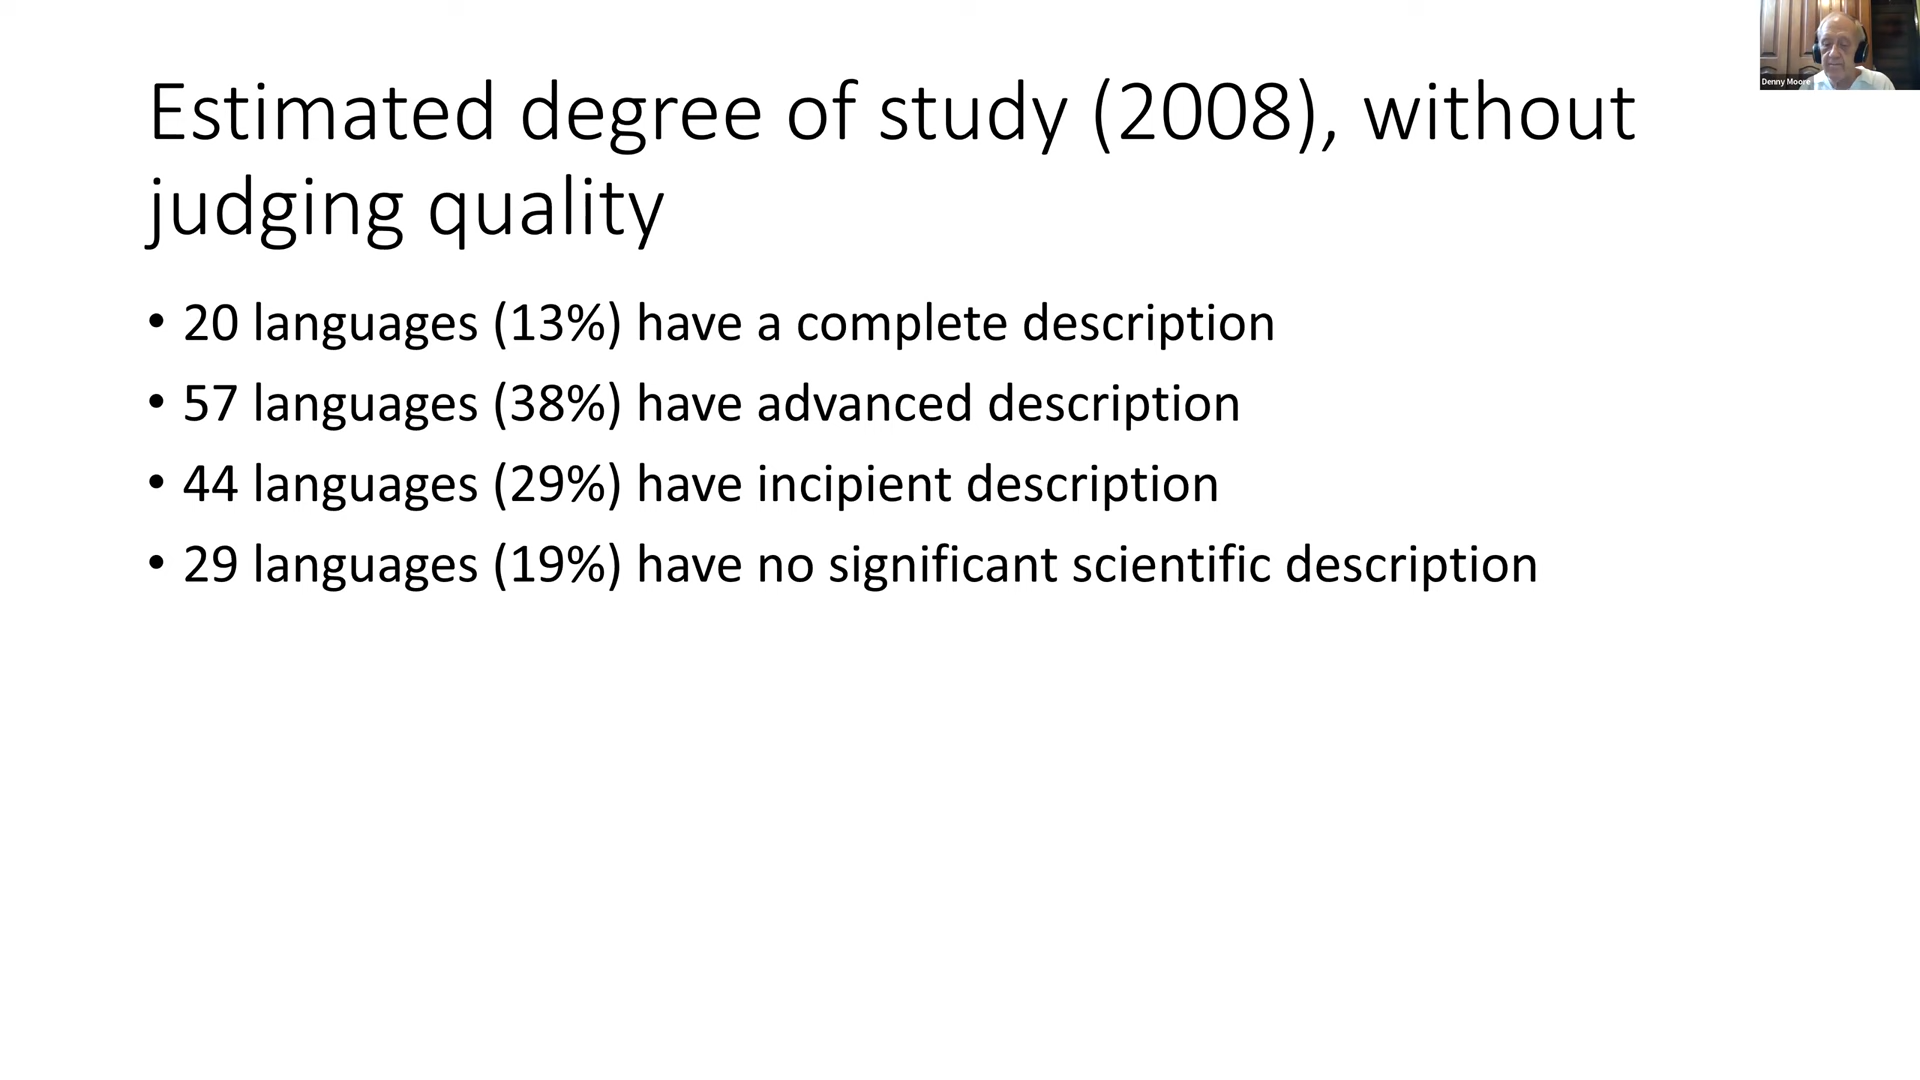 Denny Moore
Estimated degree of study (2008), without
judging quality
• 20 languages (13%) have a complete description
• 57 languages (38%) have advanced description
• 44 languages (29%) have incipient description
• 29 languages (19%) have no significant scientific description